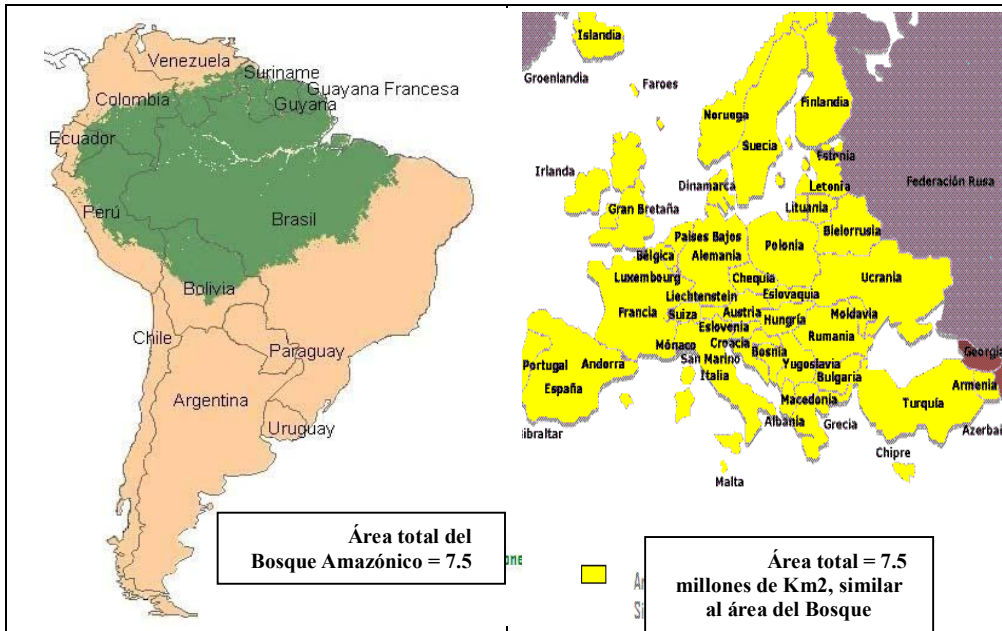 Venezuela
Suriname
Guayana Francesa
Guyana
Colombia
Ecuador
Perú
Brasil
Bolivia
Chile
Paraguay
Argentina
Uruguay
Área total del
Bosque Amazónico = 7.5
Islandia
Groenlandia
Faroes
Noruega
Finlandia
Suecia
Estonia
Irlanda
Dinamarca
Letonia
Federación Rusa
Gran Bretaña
Lituania
Bielorrusia
Paises Bajos
Polonia
Bélgica
Alemania
Luxembourg
Chequia
Ucrania
Liechtenstein
Eslovaquia
Francia
Suiza
Austria
Hungría
Moldavia
Eslovenia
Rumania
Mónaco
Croacia
Georgia
San Marino
Bosnia
Portugal
Andorra
Italia
Yugoslavia
Bulgaria
Armenia
España
Macedonia
Turquía
Albania
Grecia
Azerbai
Gibraltar
Chipre
Malta
Área total = 7.5
millones de Km2, similar
al área del Bosque